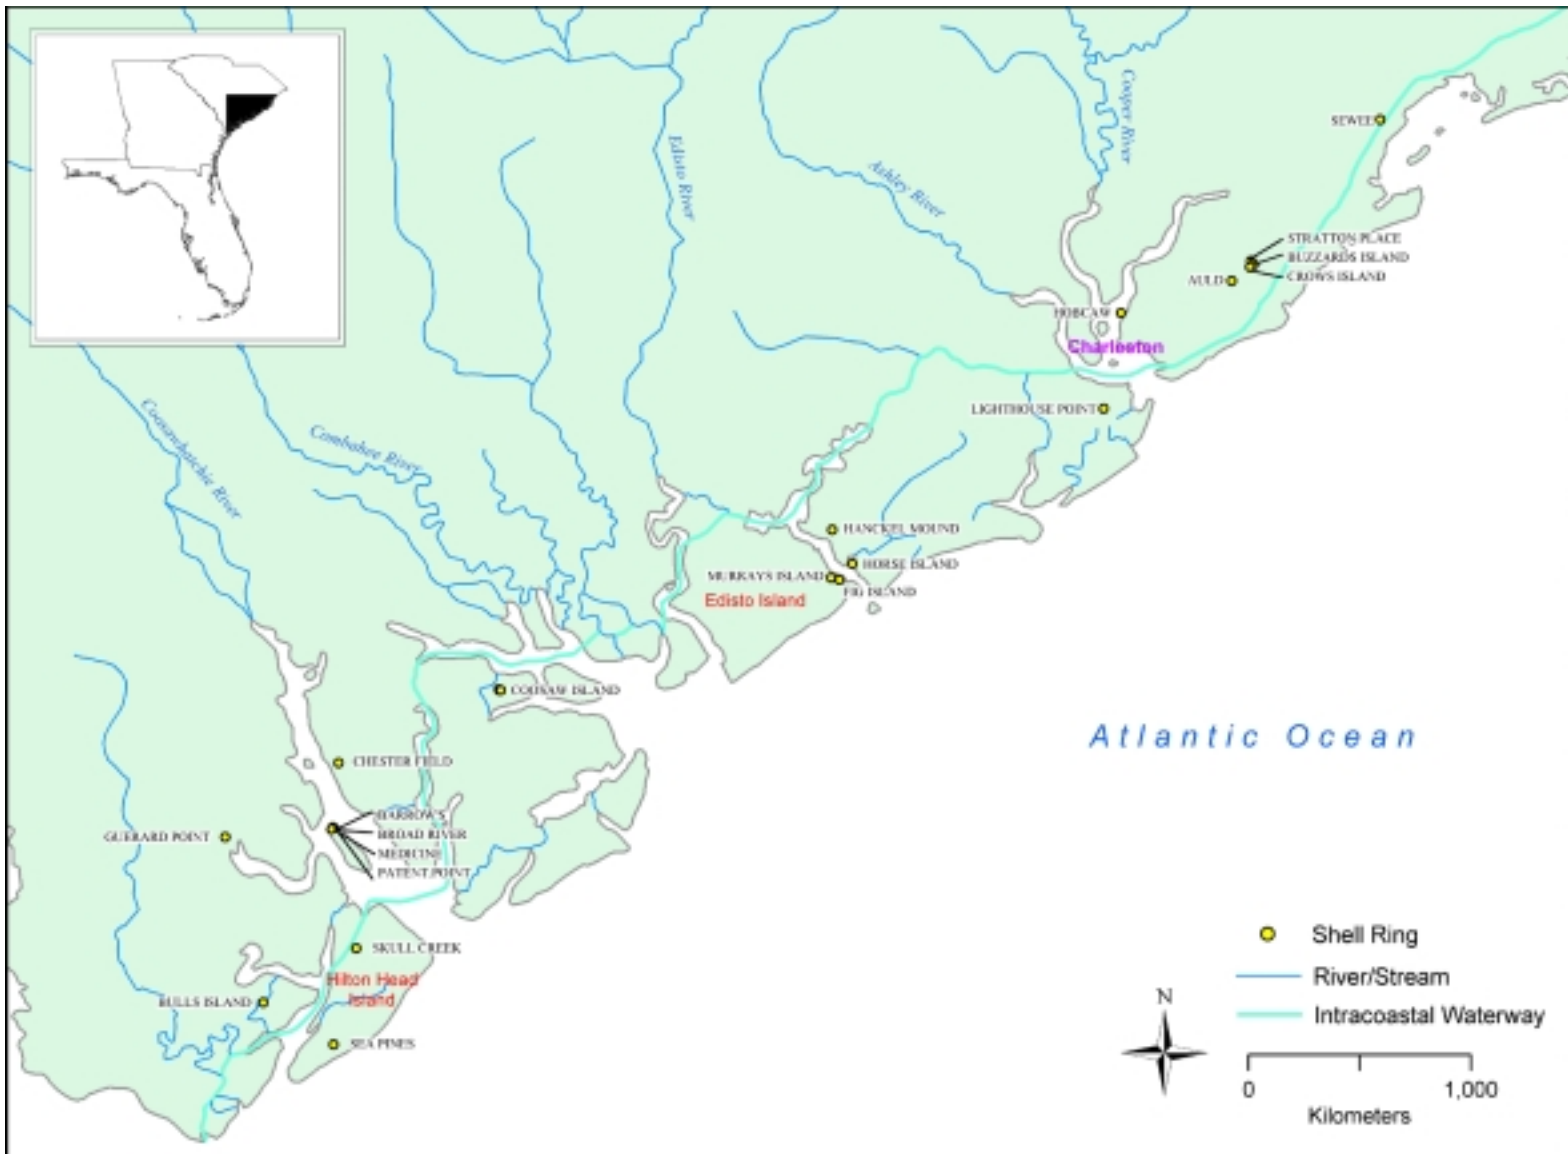 Cooper River
SEWEE
Edisto River
Ashley River
STRATTON PLACE
BUZZARDS ISLAND
CROWS ISLAND
AULD
HOBCAW
Charleston
LIGHTHOUSE POINT
Coosawhatchie River
Combahee River
HANCKEL MOUND
HORSE ISLAND
MURRAYS ISLAND
FIG ISLAND
Edisto Island
COOSAW ISLAND
Atlantic Ocean
CHESTER FIELD
BARROWS
BROAD RIVER
MEDICINE
PATENT POINT
GUERARD POINT
SKULL CREEK
Hilton Head
Island
BULLS ISLAND
SEA PINES
Shell Ring
River/Stream
Intracoastal Waterway
N
0 1,000
Kilometers